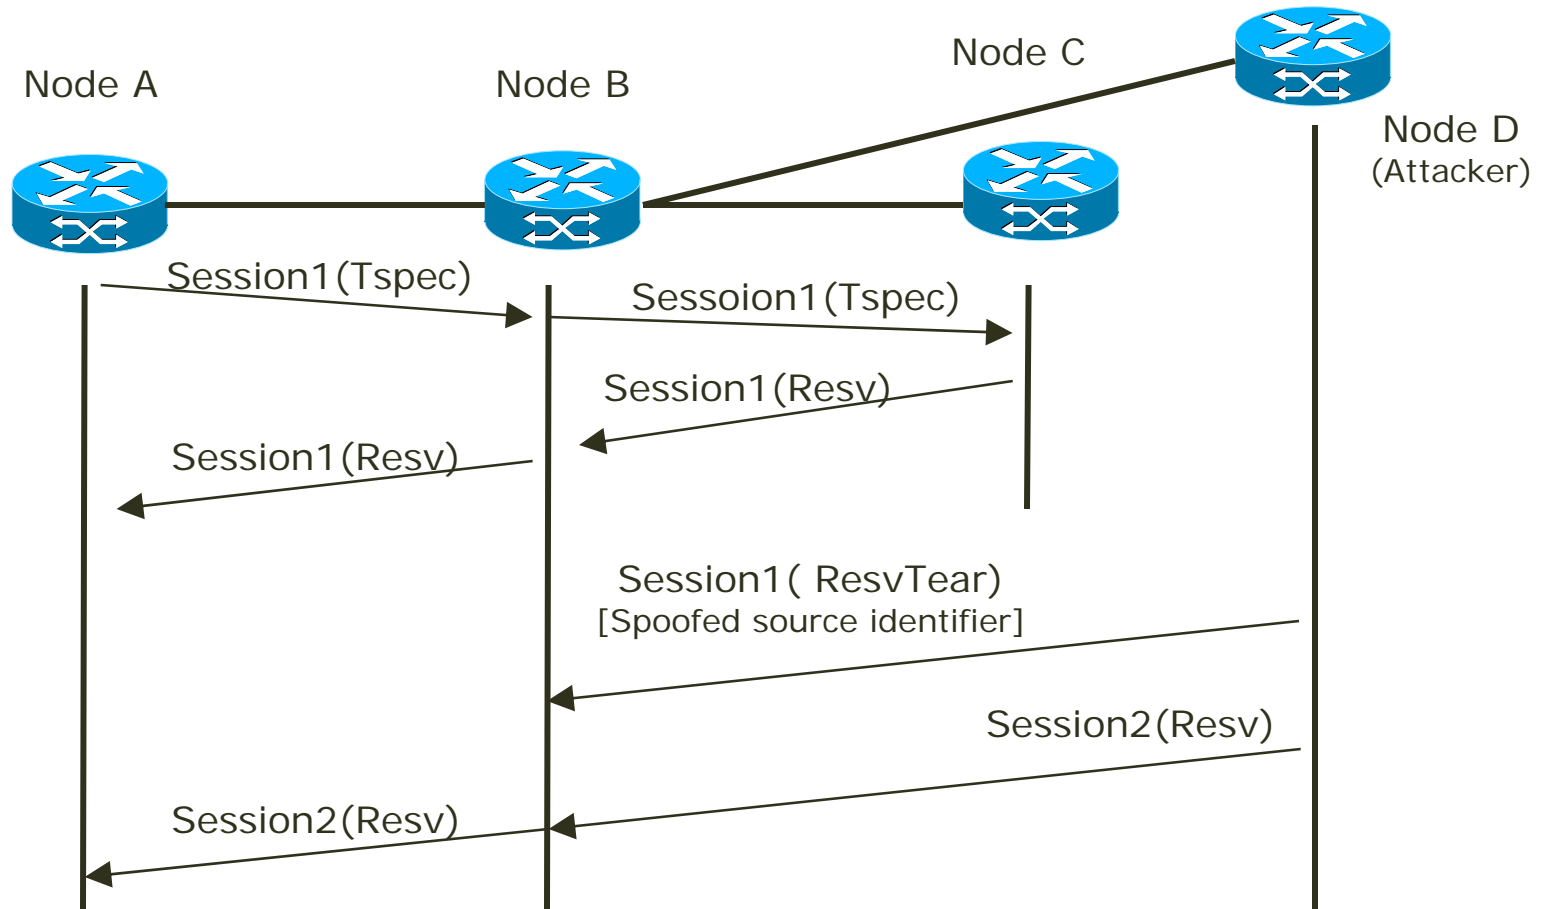 Node A
Node B
Node C
Node D
(Attacker)
Session1(Tspec)
Sessoion1(Tspec)
Session1(Resv)
Session1(Resv)
Session1( ResvTear)
[Spoofed source identifier]
Session2(Resv)
Session2(Resv)